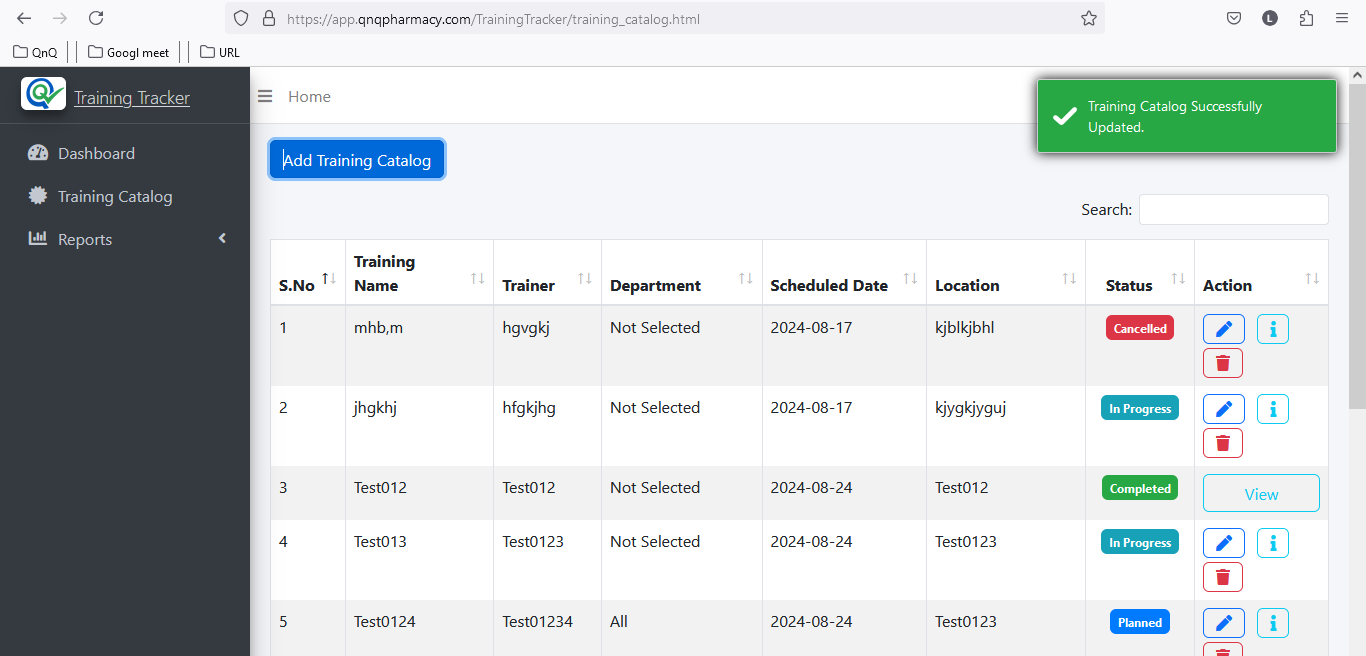 https://app.qnqpharmacy.com/TrainingTracker/training_catalog.html
L
QnQ
Googl meet
URL
Training Tracker
Home
Training Catalog Successfully
Updated.
Dashboard
Training Catalog
Reports
Add Training Catalog
Search:
S.No Training Name Trainer Department Scheduled Date Location Status Action
1 mhb,m hgvgkj Not Selected 2024-08-17 kjblkjbhl Cancelled
2 jhgkhj hfgkjhg Not Selected 2024-08-17 kjygkjyguj In Progress
3 Test012 Test012 Not Selected 2024-08-24 Test012 Completed View
4 Test013 Test0123 Not Selected 2024-08-24 Test0123 In Progress
5 Test0124 Test01234 All 2024-08-24 Test0123 Planned